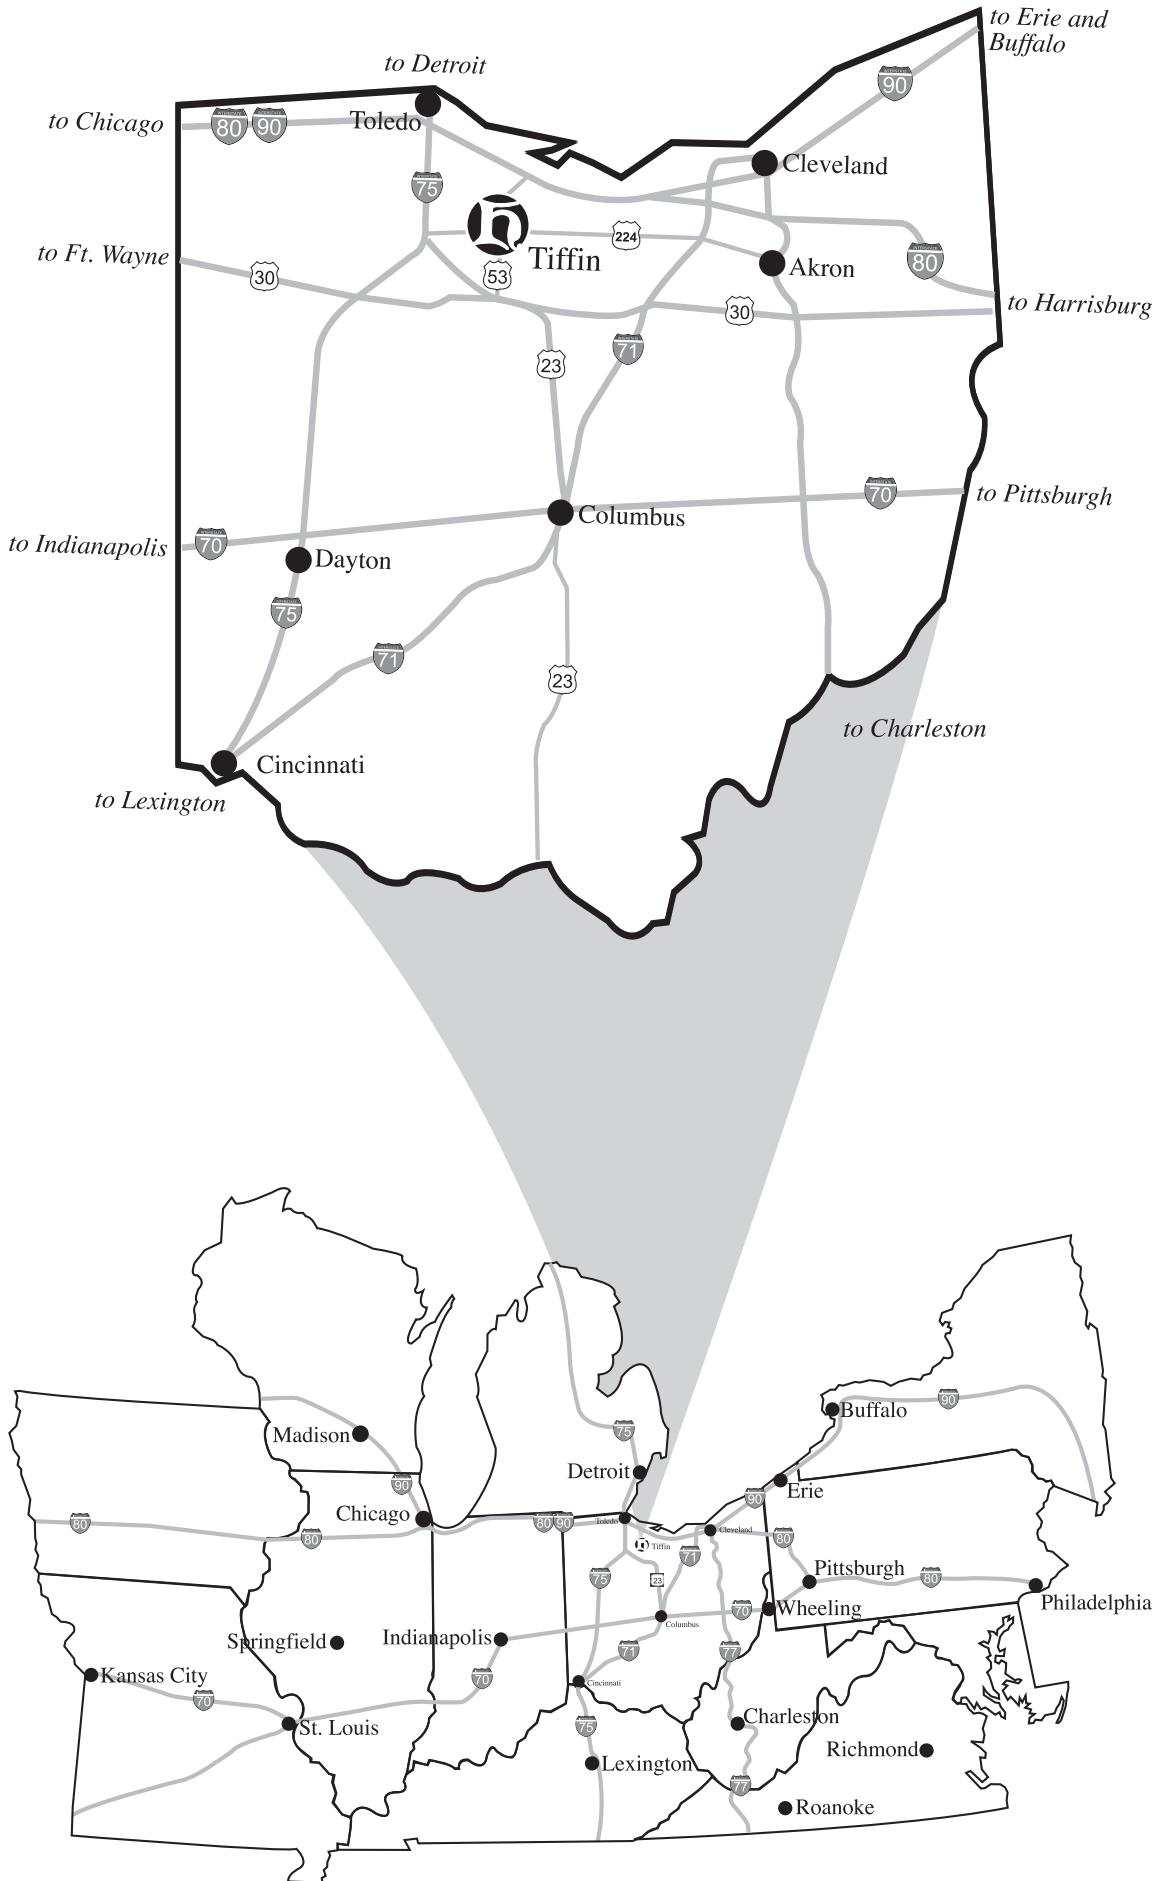 to Erie and
Buffalo
to Detroit
90
to Chicago
80
90
Toledo
Cleveland
75
224
to Ft. Wayne
Tiffin
80
30
53
Akron
to Harrisburg
30
71
23
70
to Pittsburgh
Columbus
to Indianapolis
70
Dayton
75
71
23
to Charleston
Cincinnati
to Lexington
Buffalo
90
75
Madison
Detroit
90
Erie
90
Chicago
80
80
80
90
Toledo
Cleveland
80
Tiffin
71
Pittsburgh
75
23
80
Philadelphia
70
Wheeling
Columbus
Springfield
Indianapolis
71
77
Kansas City
70
Cincinnati
70
St. Louis
75
Charleston
Richmond
Lexington
77
Roanoke